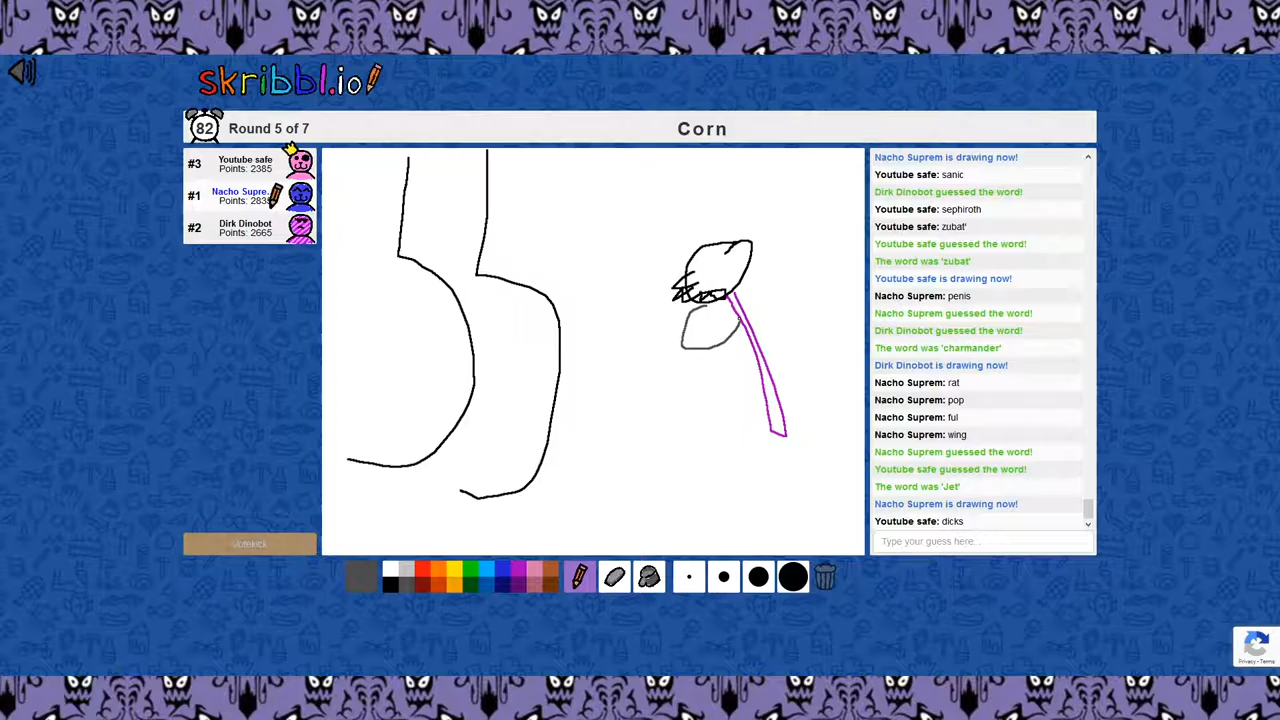 skribbl.io
82 Round 5 of 7
Corn
#3 Youtube safe
Points: 2385
#1 Nacho Supre...
Points: 2835
#2 Dirk Dinobot
Points: 2665
Votekick
Nacho Suprem is drawing now!
Youtube safe: sanic
Dirk Dinobot guessed the word!
Youtube safe: sephiroth
Youtube safe: zubat'
Youtube safe guessed the word!
The word was 'zubat'
Youtube safe is drawing now!
Nacho Suprem: penis
Nacho Suprem guessed the word!
Dirk Dinobot guessed the word!
The word was 'charmander'
Dirk Dinobot is drawing now!
Nacho Suprem: rat
Nacho Suprem: pop
Nacho Suprem: ful
Nacho Suprem: wing
Nacho Suprem guessed the word!
Youtube safe guessed the word!
The word was 'Jet'
Nacho Suprem is drawing now!
Youtube safe: dicks
Type your guess here...
Privacy - Terms